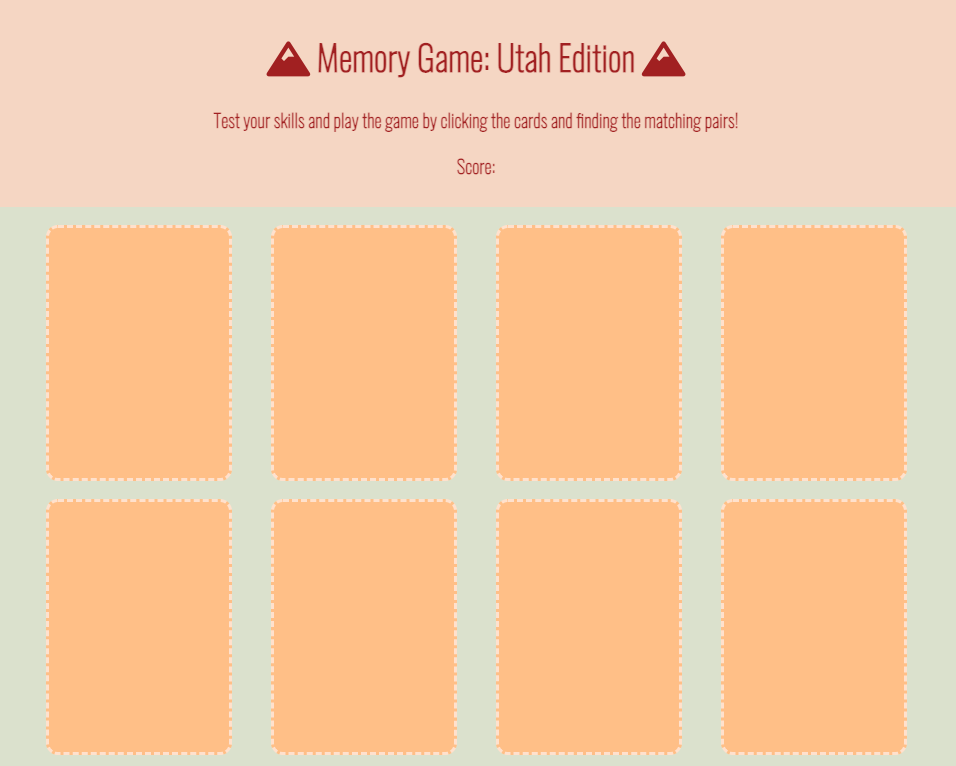 Memory Game: Utah Edition
Test your skills and play the game by clicking the cards and finding the matching pairs!
Score: